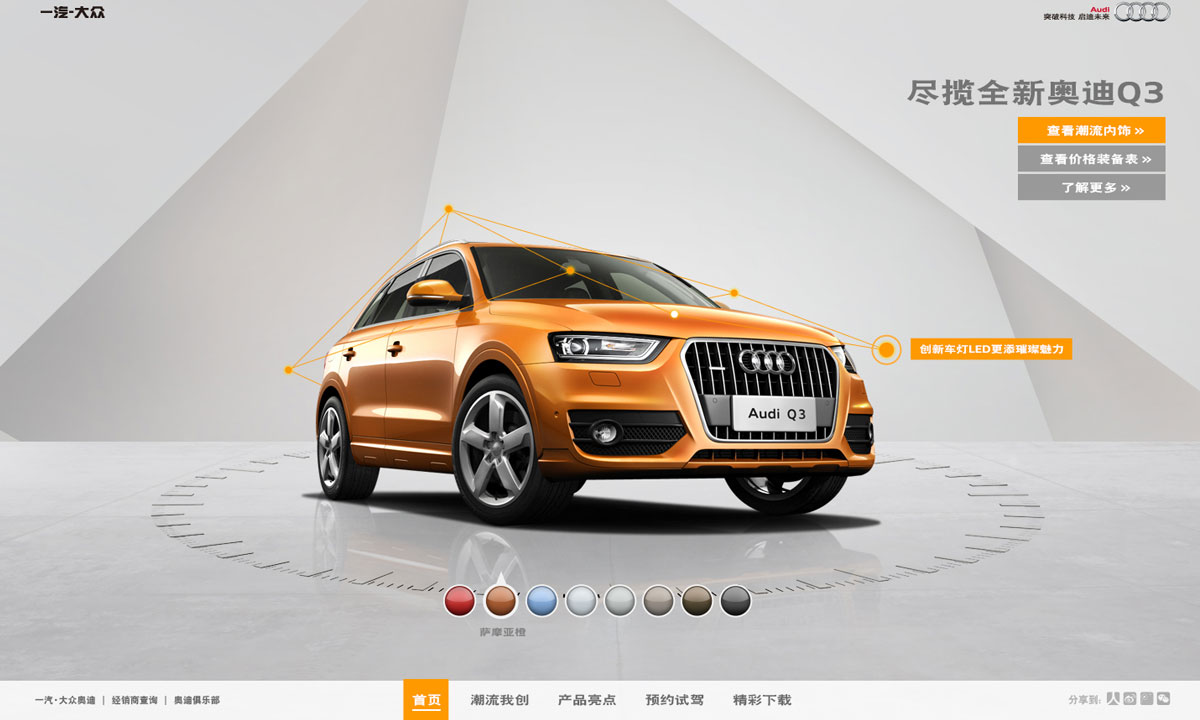 一汽-大众
Audi
突破科技 启迪未来
尽揽全新奥迪Q3
查看潮流内饰 »
查看价格装备表 »
了解更多 »
创新车灯LED更添璀璨魅力
Audi Q3
萨摩亚橙
一汽·大众奥迪 | 经销商查询 | 奥迪俱乐部
首页 潮流我创 产品亮点 预约试驾 精彩下载
分享到: